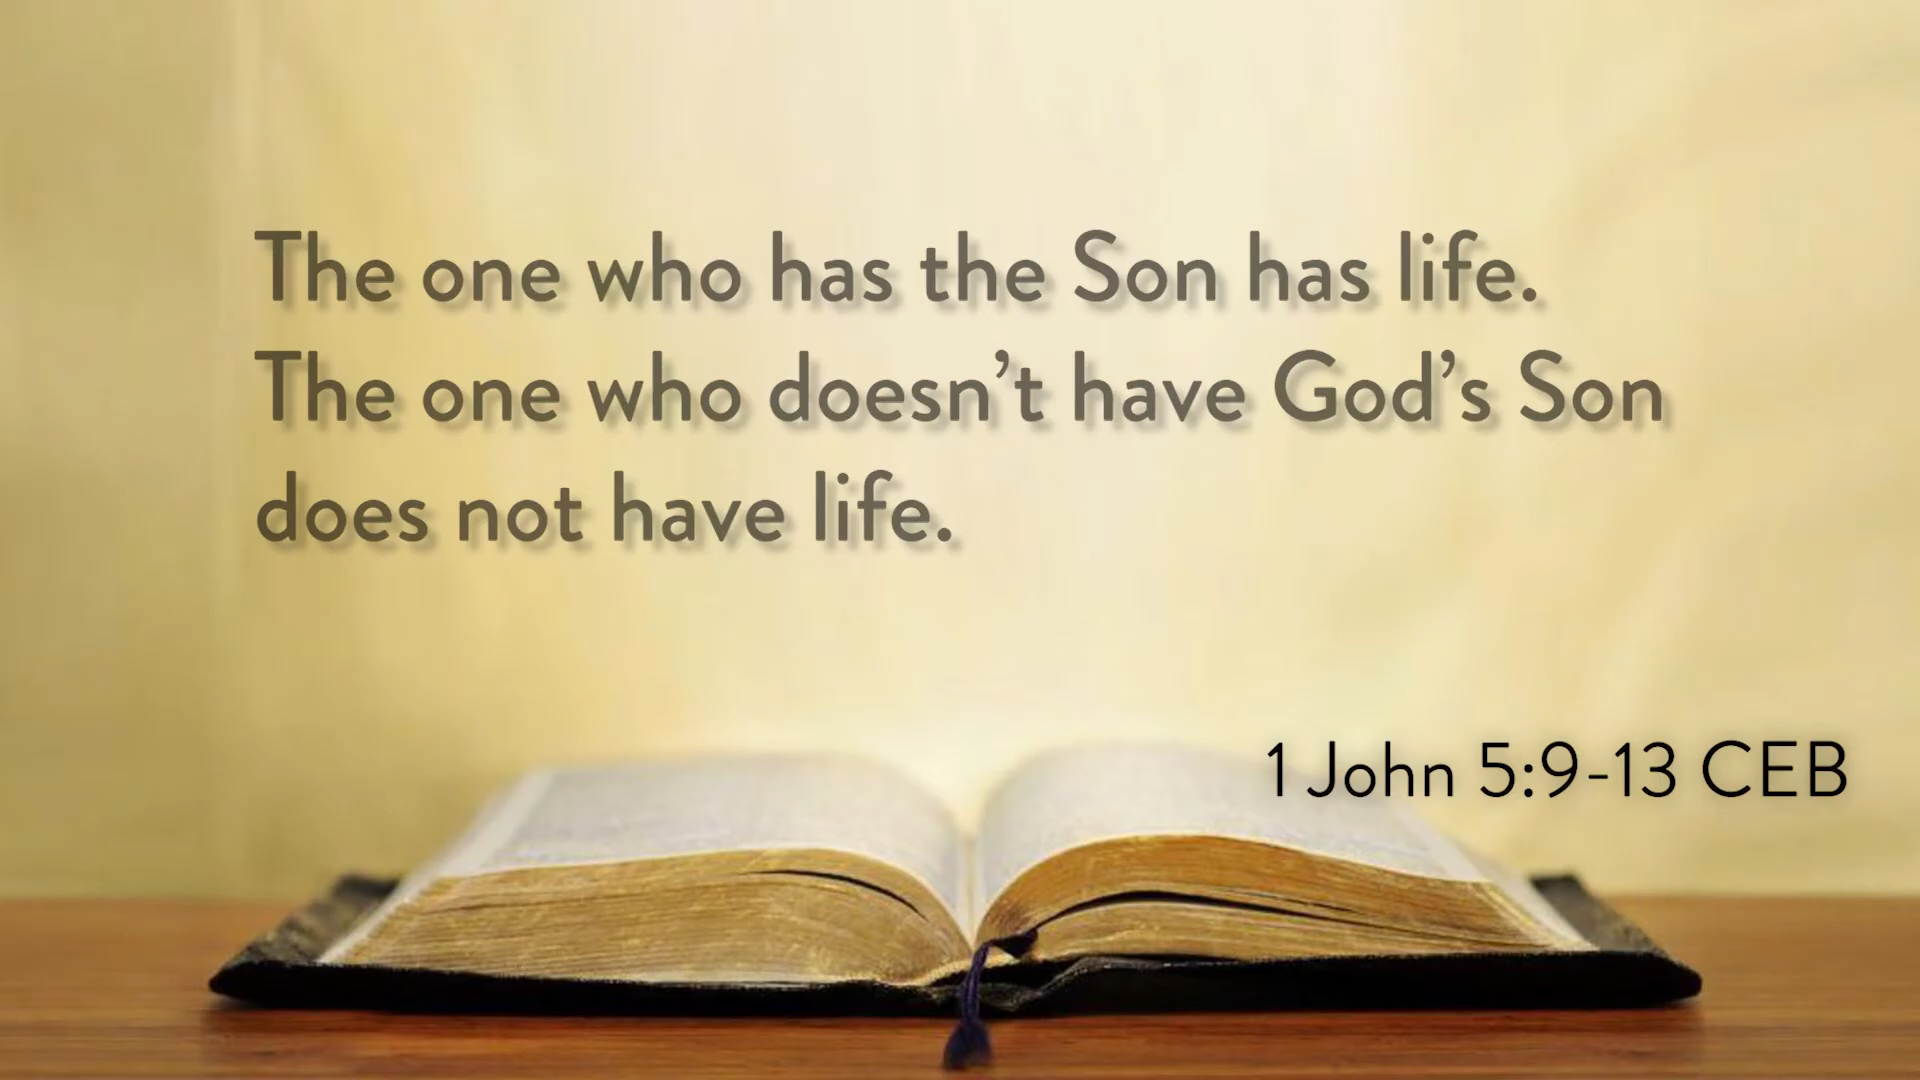 The one who has the Son has life.
The one who doesn’t have God’s Son
does not have life.
1 John 5:9-13 CEB